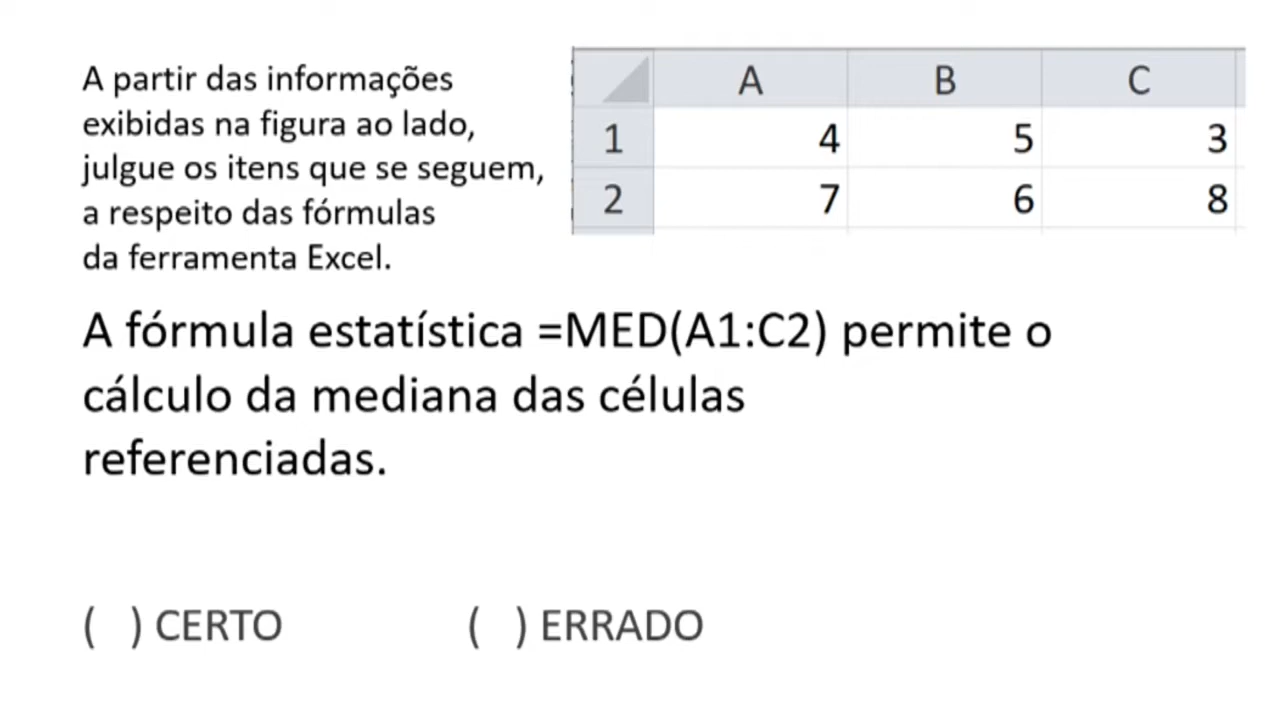 A partir das informações
exibidas na figura ao lado,
julgue os itens que se seguem,
a respeito das fórmulas
da ferramenta Excel.
A B C
1 4 5 3
2 7 6 8
A fórmula estatística =MED(A1:C2) permite o
cálculo da mediana das células
referenciadas.
( ) CERTO ( ) ERRADO